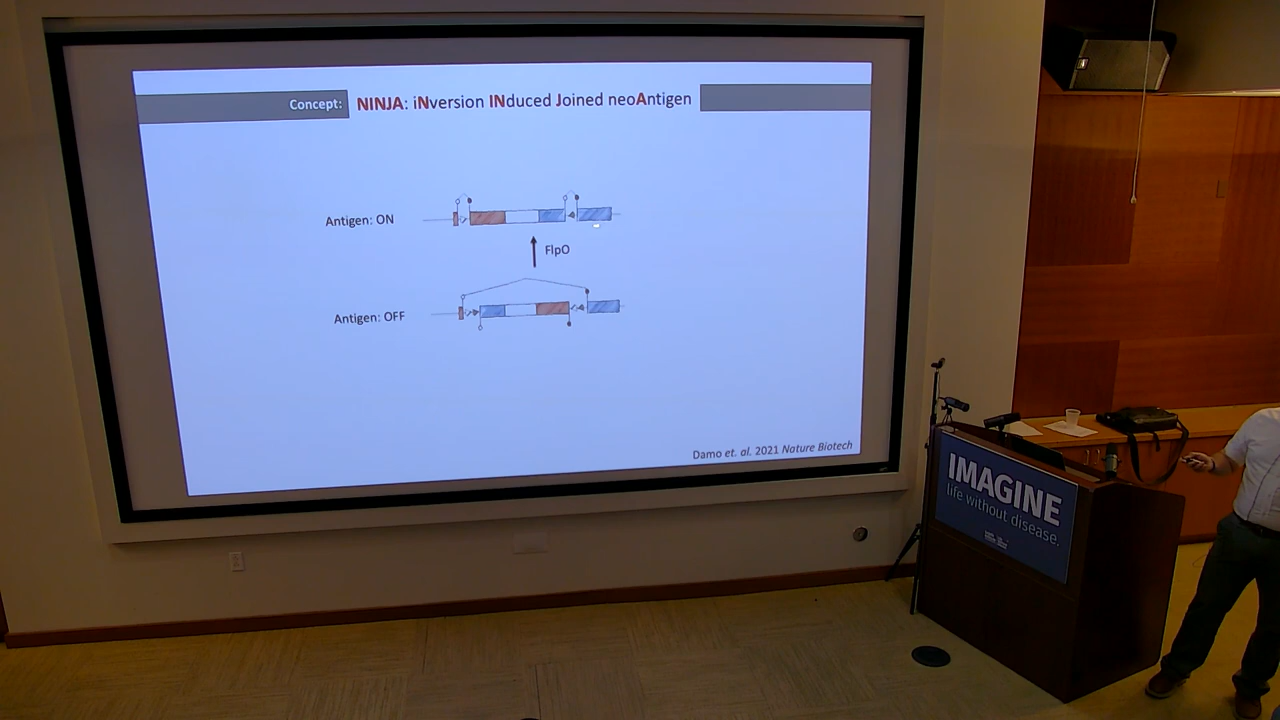 Concept:
NINJA: iNversion INduced Joined neoAntigen
Antigen: ON
FlpO
Antigen: OFF
Damo et. al. 2021 Nature Biotech
IMAGINE
life without disease.